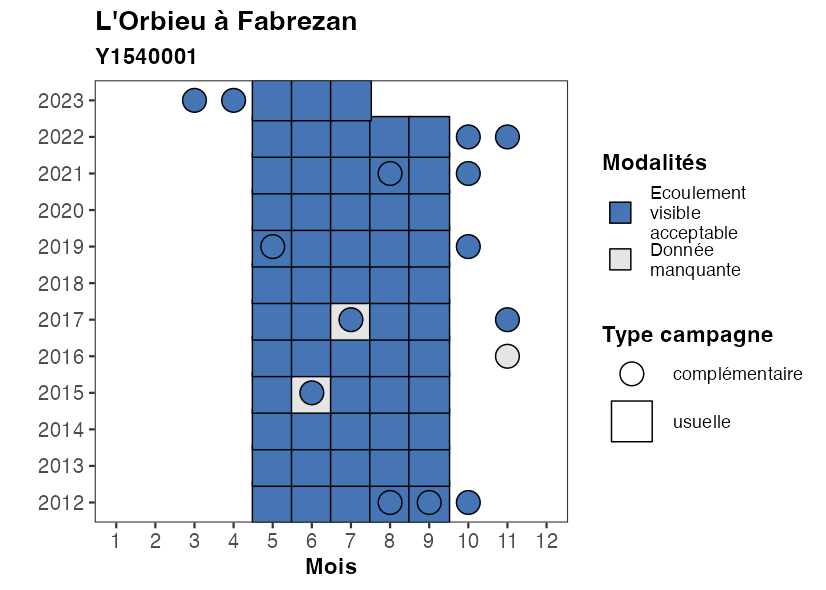 L'Orbieu à Fabrezan
Y1540001
2023
2022
2021
2020
2019
2018
2017
2016
2015
2014
2013
2012
1 2 3 4 5 6 7 8 9 10 11 12
Mois
Modalités
Ecoulement
visible
acceptable
Donnée
manquante
Type campagne
complémentaire
usuelle